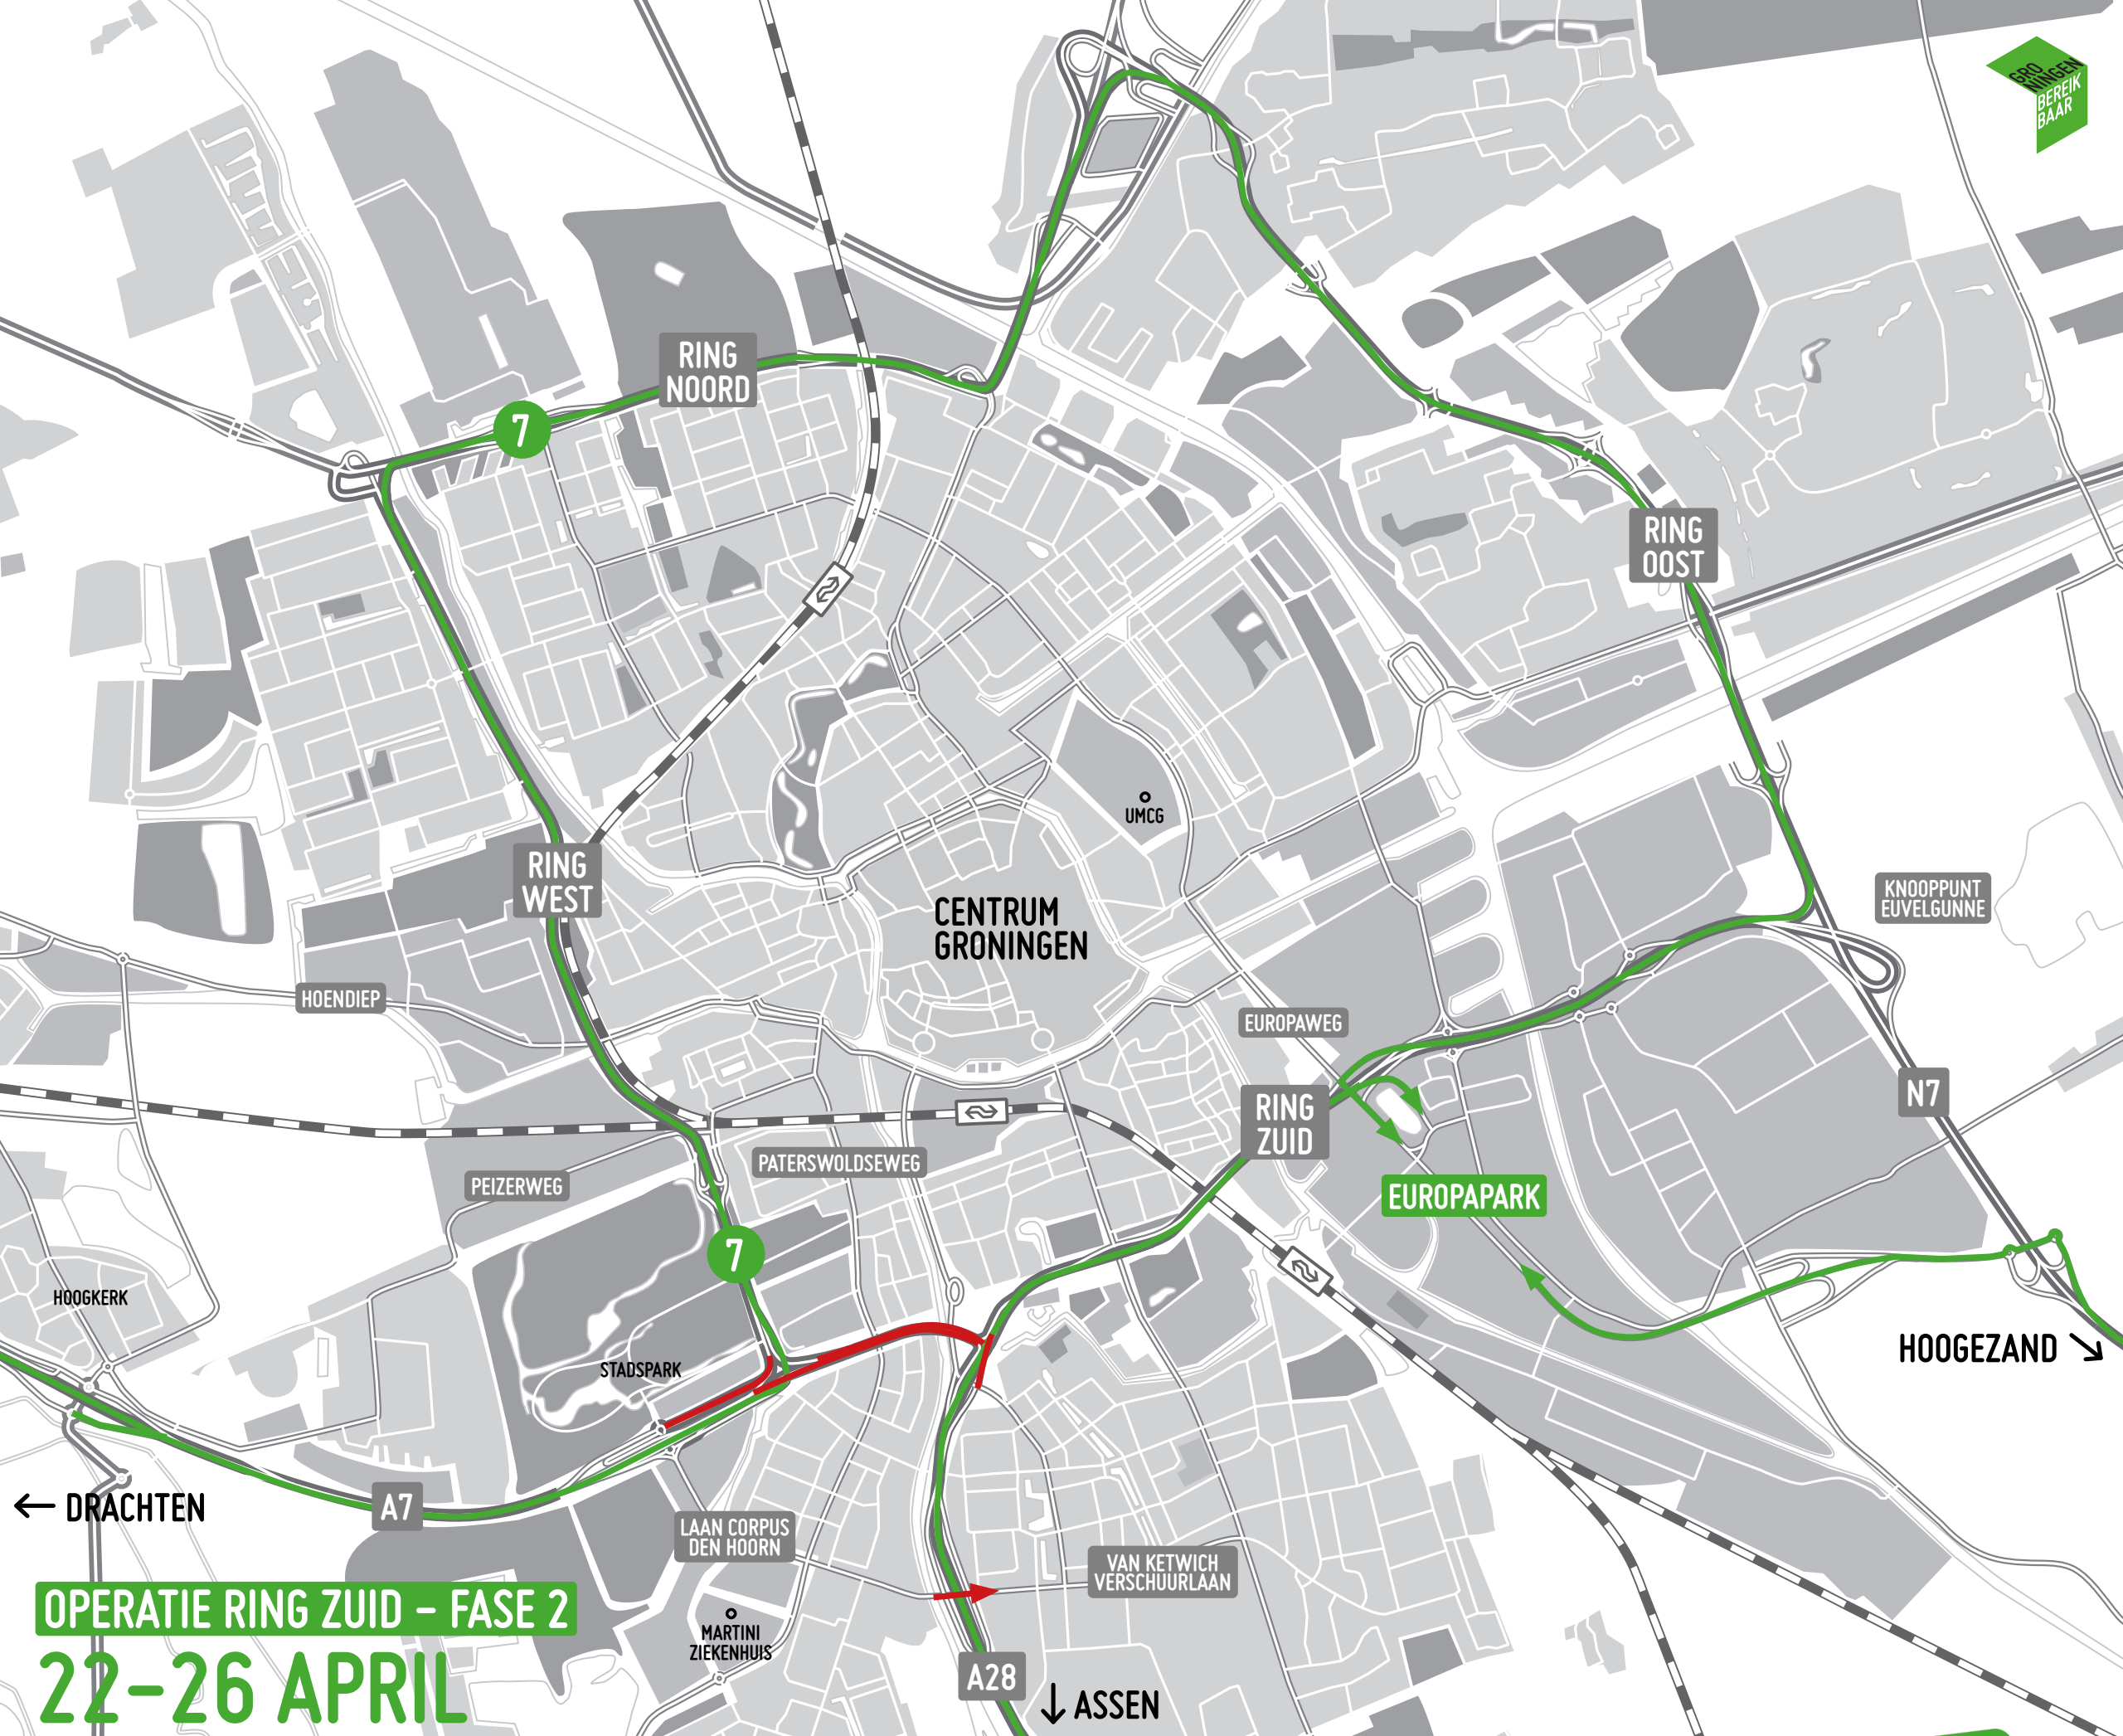 GRO
NINGEN
BEREIK
BAAR
RING
NOORD
7
RING
OOST
RING
WEST
UMCG
CENTRUM
GRONINGEN
KNOOPPUNT
EUVELGUNNE
HOENDIEP
EUROPAWEG
RING
ZUID
N7
PATERSWOLDSEWEG
PEIZERWEG
EUROPAPARK
7
HOOGKERK
STADSPARK
HOOGEZAND →
← DRACHTEN
A7
LAAN CORPUS
DEN HOORN
VAN KETWICH
VERSCHUURLAAN
OPERATIE RING ZUID – FASE 2
22–26 APRIL
MARTINI
ZIEKENHUIS
A28
↓ ASSEN